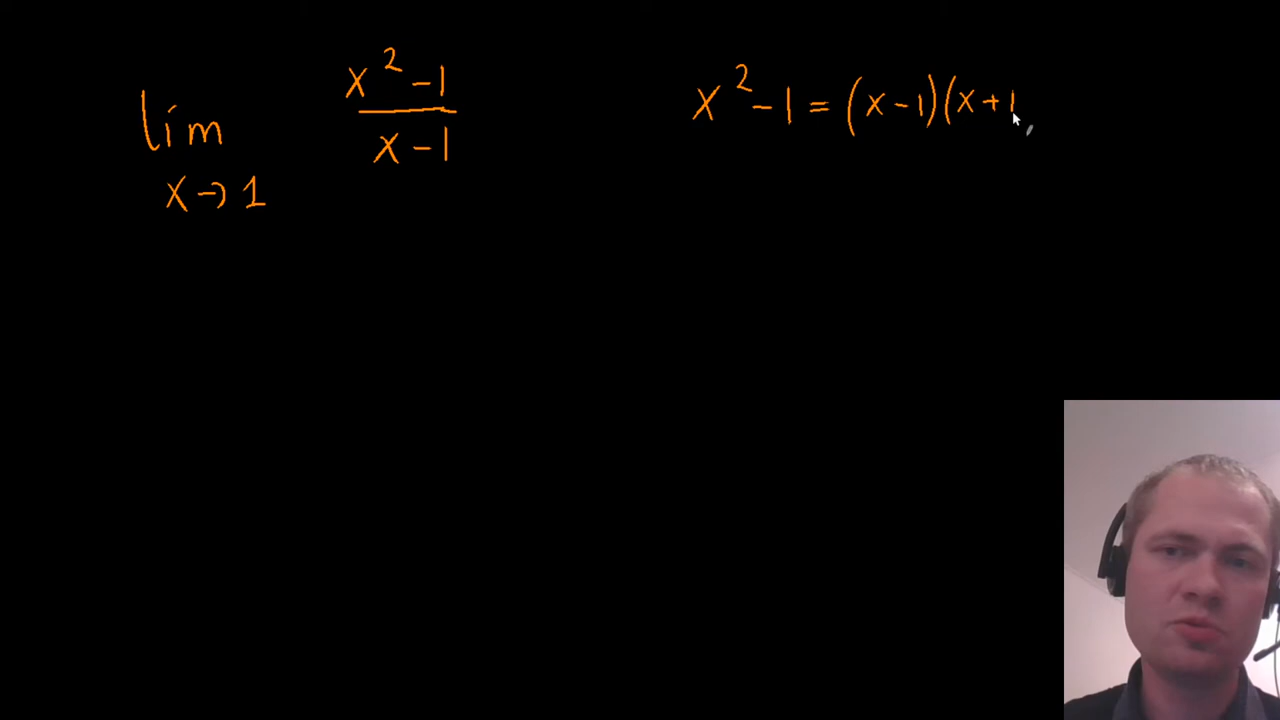 lim x→1 (x² - 1)/(x - 1)
x² - 1 = (x - 1)(x + 1